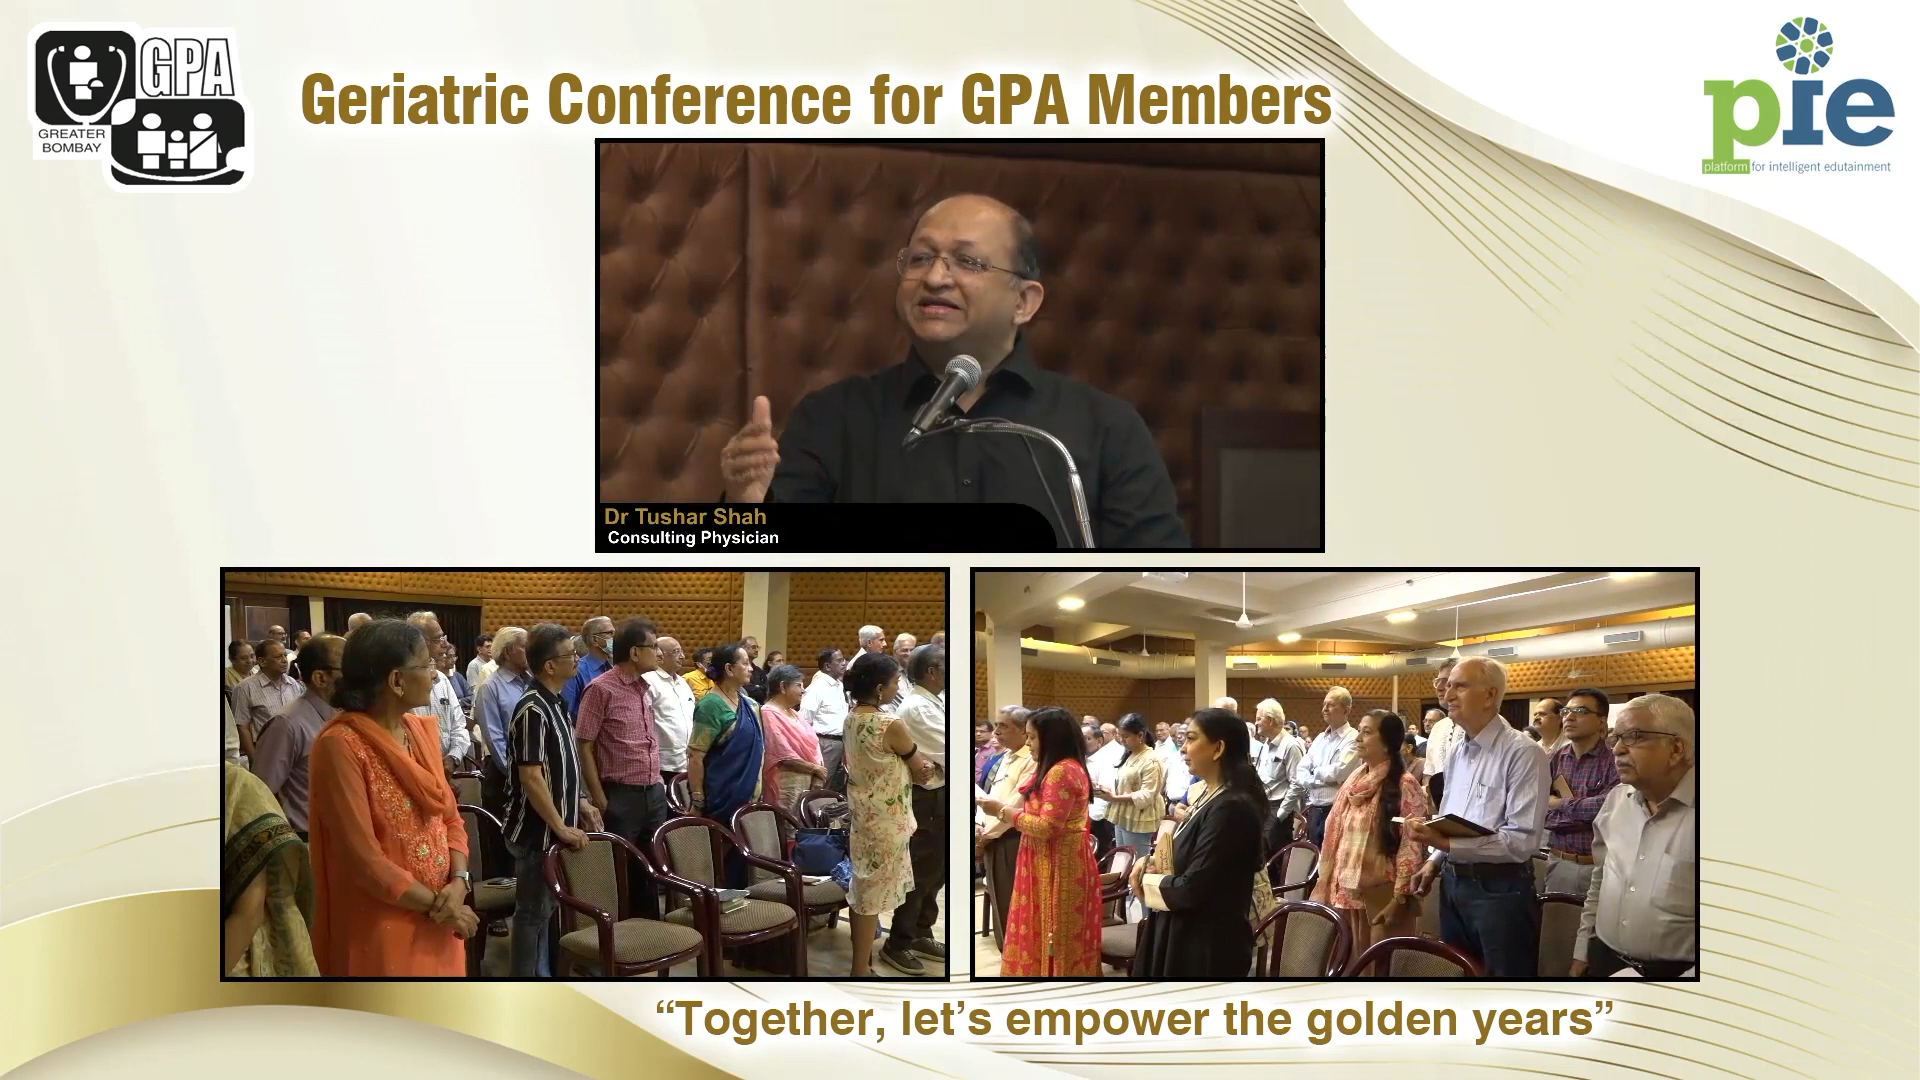 GPA
GREATER
BOMBAY
Geriatric Conference for GPA Members
pie
platform for intelligent edutainment
Dr Tushar Shah
Consulting Physician
“Together, let’s empower the golden years”